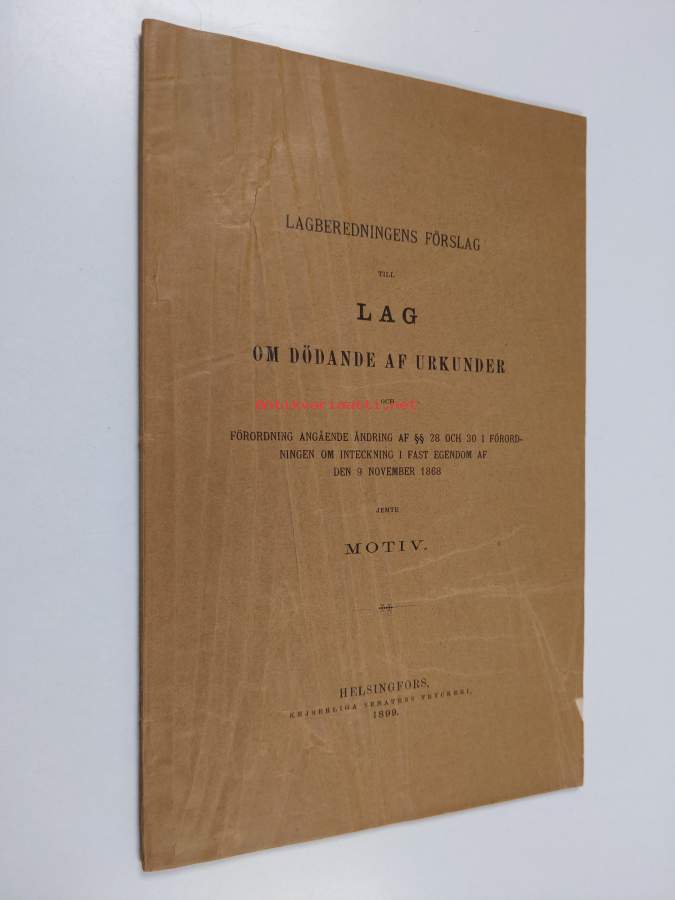 LAGBEREDNINGENS FÖRSLAG
TILL
LAG
OM DÖDANDE AF URKUNDER
OCH
FÖRORDNING ANGÅENDE ÄNDRING AF §§ 28 OCH 30 I FÖRORD-
NINGEN OM INTECKNING I FAST EGENDOM AF
DEN 9 NOVEMBER 1868
JEMTE
MOTIV.
HELSINGFORS,
KEJSERLIGA SENATENS TRYCKERI,
1899.